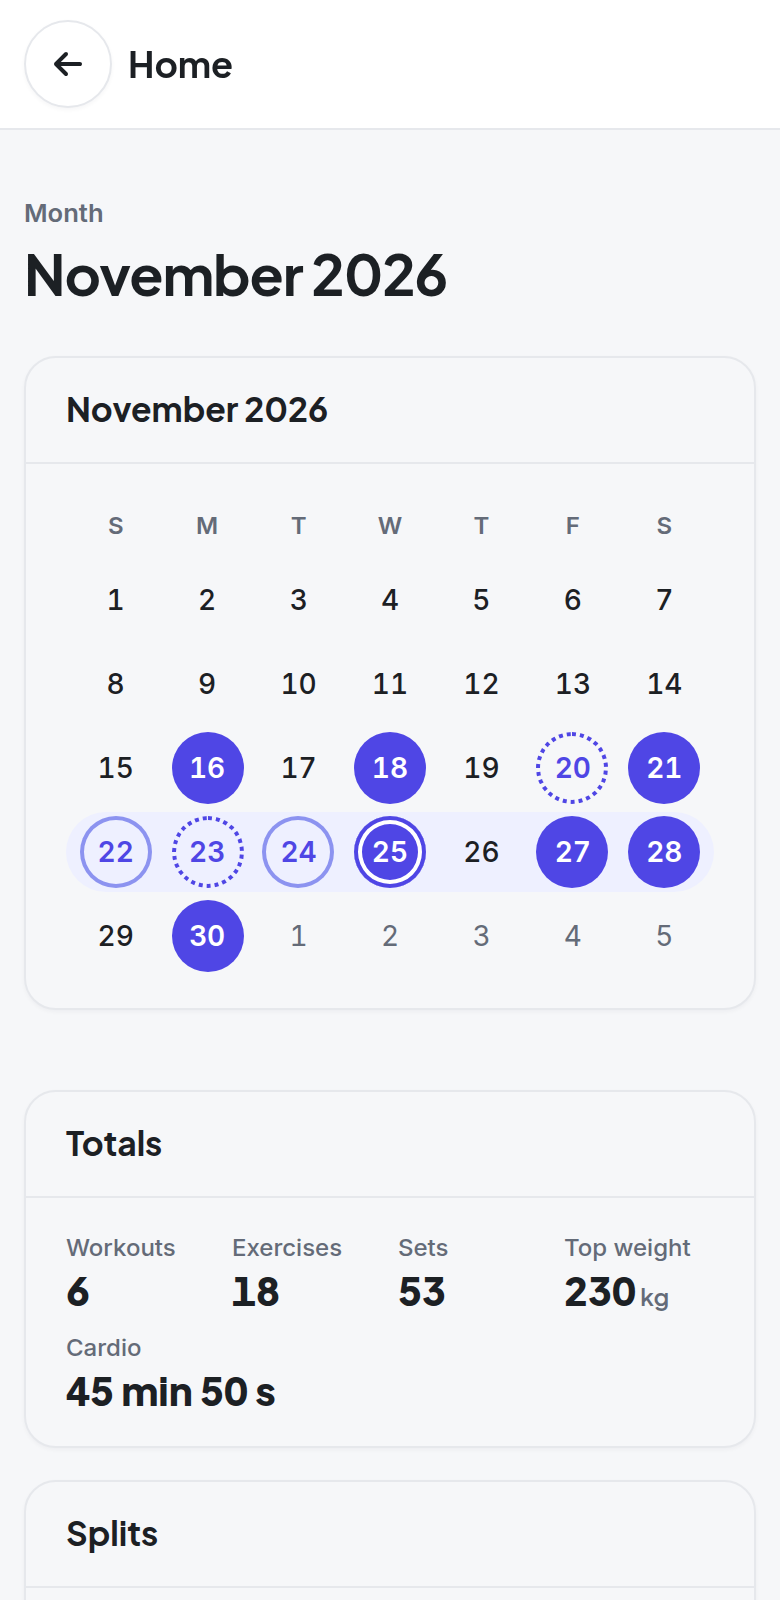 Home
Month
November 2026
November 2026
S M T W T F S
1 2 3 4 5 6 7
8 9 10 11 12 13 14
15 16 17 18 19 20 21
22 23 24 25 26 27 28
29 30 1 2 3 4 5
Totals
Workouts Exercises Sets Top weight
6 18 53 230 kg
Cardio
45 min 50 s
Splits